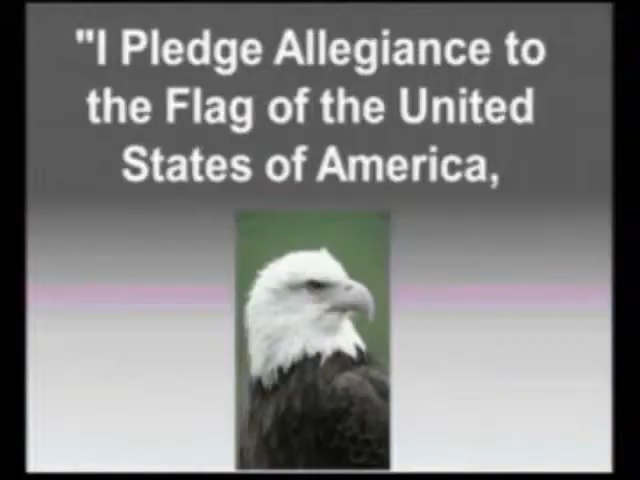 "I Pledge Allegiance to
the Flag of the United
States of America,